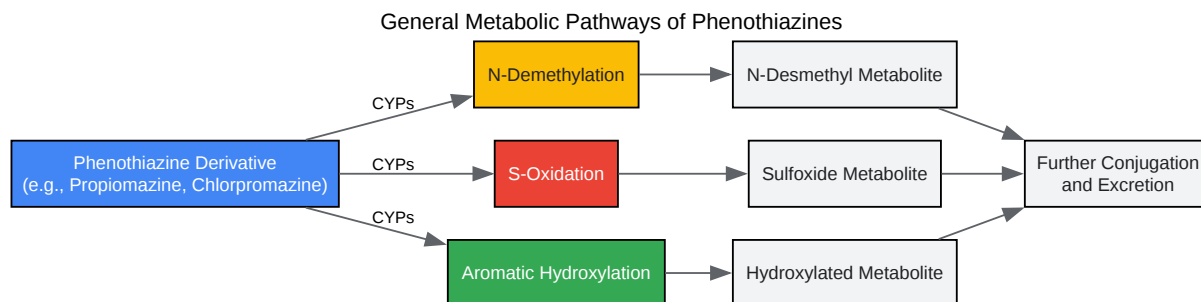 General Metabolic Pathways of Phenothiazines
N-Demethylation
N-Desmethyl Metabolite
CYPs
Phenothiazine Derivative
(e.g., Propiomazine, Chlorpromazine)
CYPs
S-Oxidation
Sulfoxide Metabolite
Further Conjugation
and Excretion
CYPs
Aromatic Hydroxylation
Hydroxylated Metabolite